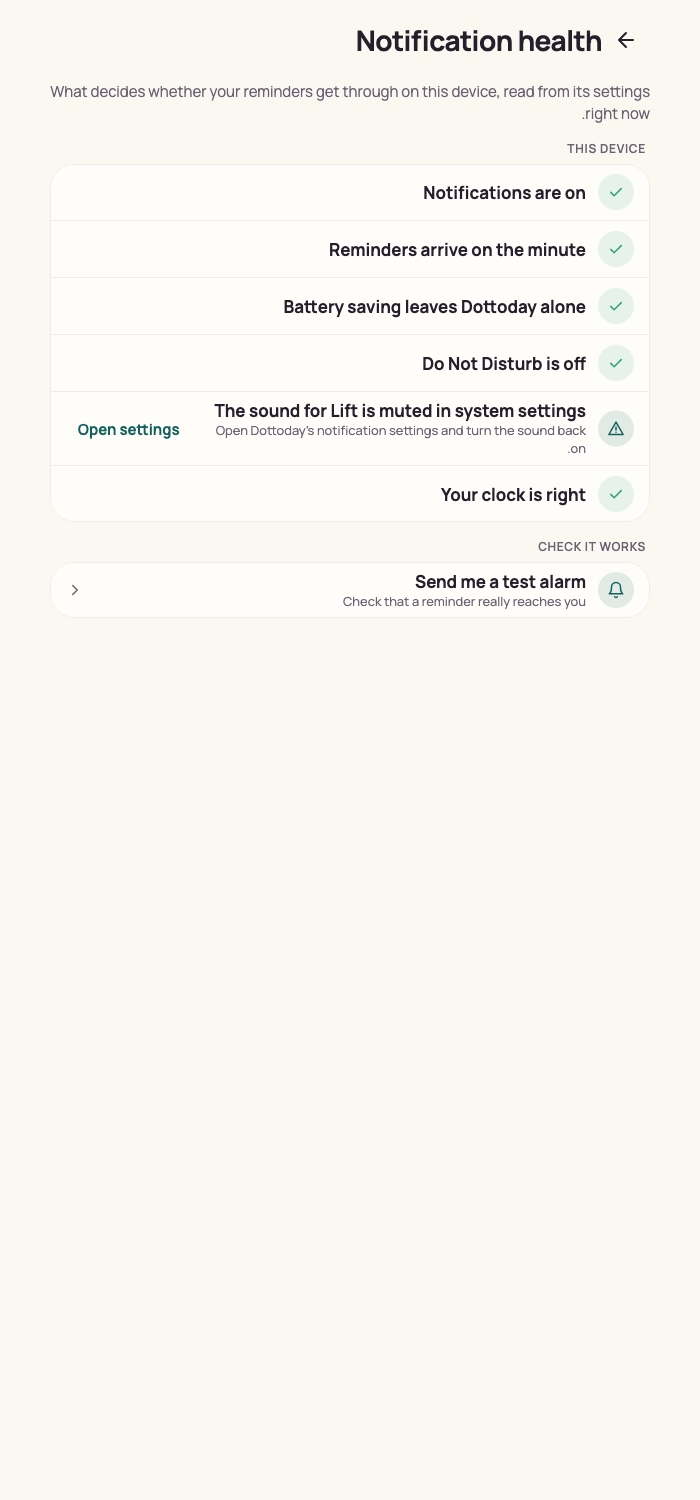 Notification health
What decides whether your reminders get through on this device, read from its settings
right now.
THIS DEVICE
Notifications are on
Reminders arrive on the minute
Battery saving leaves Dottoday alone
Do Not Disturb is off
The sound for Lift is muted in system settings
Open Dottoday's notification settings and turn the sound back
on.
Open settings
Your clock is right
CHECK IT WORKS
Send me a test alarm
Check that a reminder really reaches you